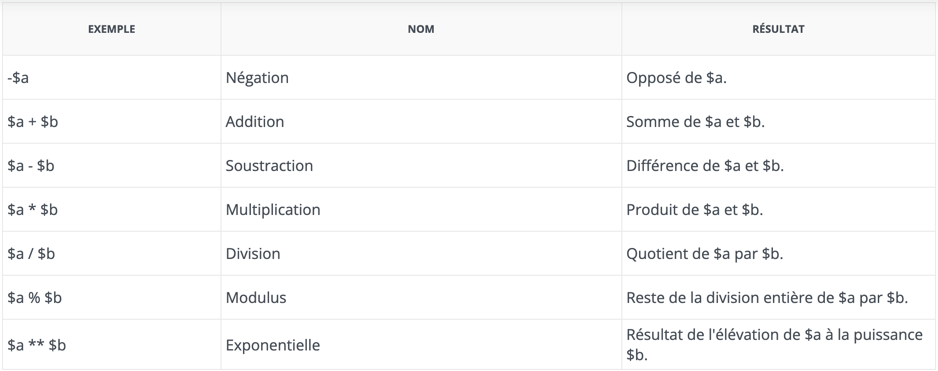 EXEMPLE NOM RÉSULTAT
-$a Négation Opposé de $a.
$a + $b Addition Somme de $a et $b.
$a - $b Soustraction Différence de $a et $b.
$a * $b Multiplication Produit de $a et $b.
$a / $b Division Quotient de $a par $b.
$a % $b Modulus Reste de la division entière de $a par $b.
$a ** $b Exponentielle Résultat de l'élévation de $a à la puissance
$b.